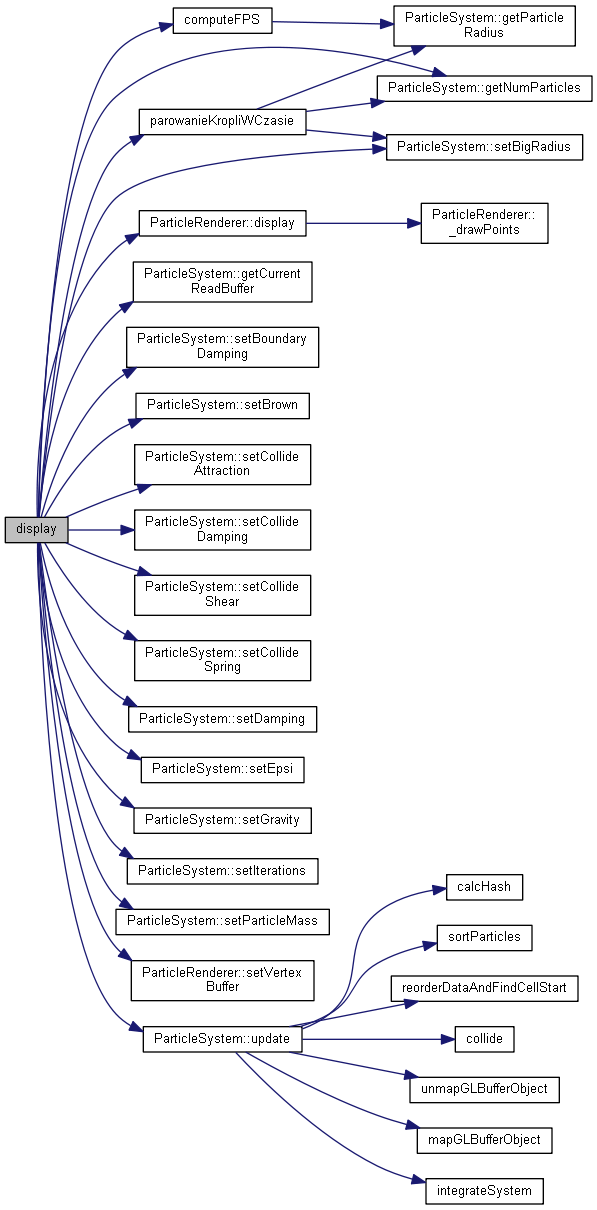 computeFPS
ParticleSystem::getParticle
Radius
ParticleSystem::getNumParticles
parowanieKropliWCzasie
ParticleSystem::setBigRadius
ParticleRenderer::display
ParticleRenderer::
_drawPoints
ParticleSystem::getCurrent
ReadBuffer
ParticleSystem::setBoundary
Damping
ParticleSystem::setBrown
ParticleSystem::setCollide
Attraction
display
ParticleSystem::setCollide
Damping
ParticleSystem::setCollide
Shear
ParticleSystem::setCollide
Spring
ParticleSystem::setDamping
ParticleSystem::setEpsi
ParticleSystem::setGravity
ParticleSystem::setIterations
ParticleSystem::setParticleMass
ParticleRenderer::setVertex
Buffer
ParticleSystem::update
calcHash
sortParticles
reorderDataAndFindCellStart
collide
unmapGLBufferObject
mapGLBufferObject
integrateSystem